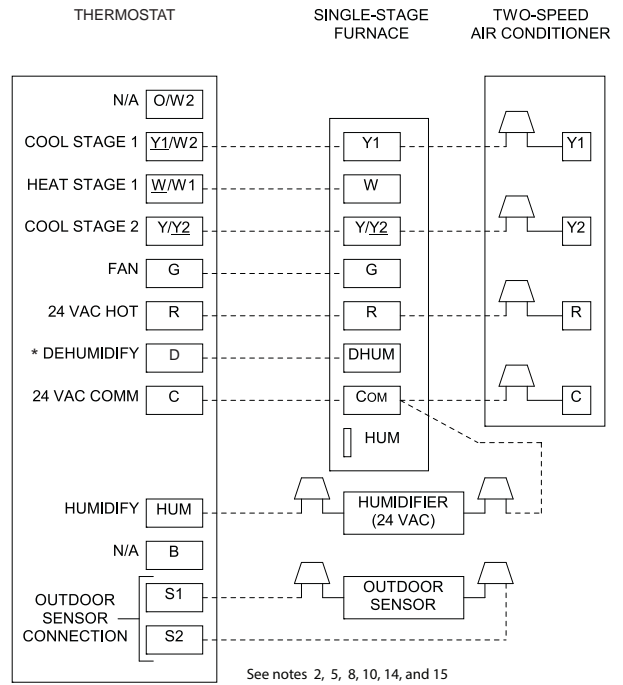 THERMOSTAT
SINGLE-STAGE
FURNACE
TWO-SPEED
AIR CONDITIONER
N/A O/W2
COOL STAGE 1 Y1/W2 Y1 Y1
HEAT STAGE 1 W/W1 W
COOL STAGE 2 Y/Y2 Y/Y2 Y2
FAN G G
24 VAC HOT R R R
* DEHUMIDIFY D DHUM
24 VAC COMM C COM C
HUM
HUMIDIFY HUM
HUMIDIFIER
(24 VAC)
N/A B
OUTDOOR
SENSOR
CONNECTION
S1
S2
OUTDOOR
SENSOR
See notes 2, 5, 8, 10, 14, and 15